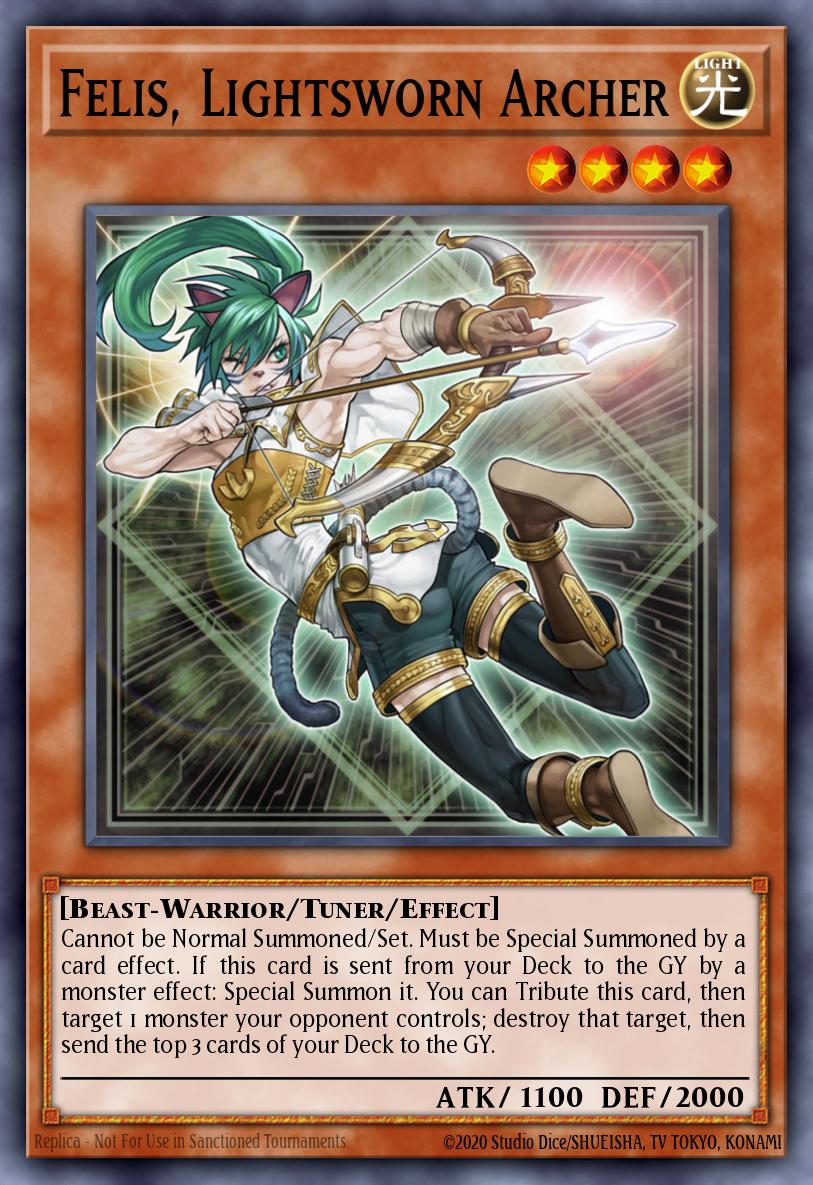 Felis, Lightsworn Archer
LIGHT
光
[Beast-Warrior/Tuner/Effect]
Cannot be Normal Summoned/Set. Must be Special Summoned by a
card effect. If this card is sent from your Deck to the GY by a
monster effect: Special Summon it. You can Tribute this card, then
target 1 monster your opponent controls; destroy that target, then
send the top 3 cards of your Deck to the GY.
ATK/ 1100 DEF/2000
Replica - Not For Use in Sanctioned Tournaments.
©2020 Studio Dice/SHUEISHA, TV TOKYO, KONAMI